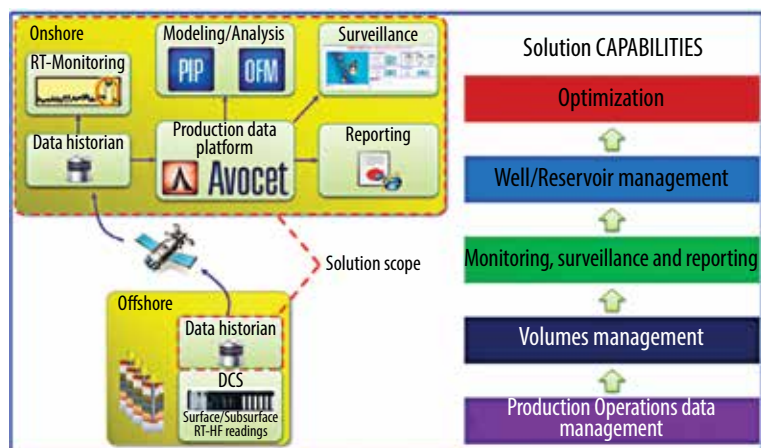 Onshore
RT-Monitoring
Data historian
Modeling/Analysis
PIP
OFM
Production data
platform
Avocet
Surveillance
Reporting
Solution scope
Offshore
Data historian
DCS
Surface/Subsurface
RT-HF readings
Solution CAPABILITIES
Optimization
Well/Reservoir management
Monitoring, surveillance and reporting
Volumes management
Production Operations data
management